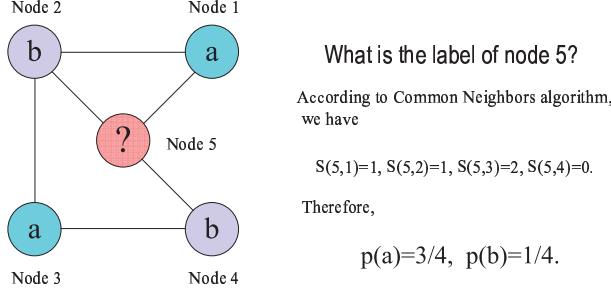 Node 2
Node 1
b
a
?
Node 5
a
b
Node 3
Node 4
What is the label of node 5?
According to Common Neighbors algorithm,
we have
S(5,1)=1, S(5,2)=1, S(5,3)=2, S(5,4)=0.
Therefore,
p(a)=3/4, p(b)=1/4.